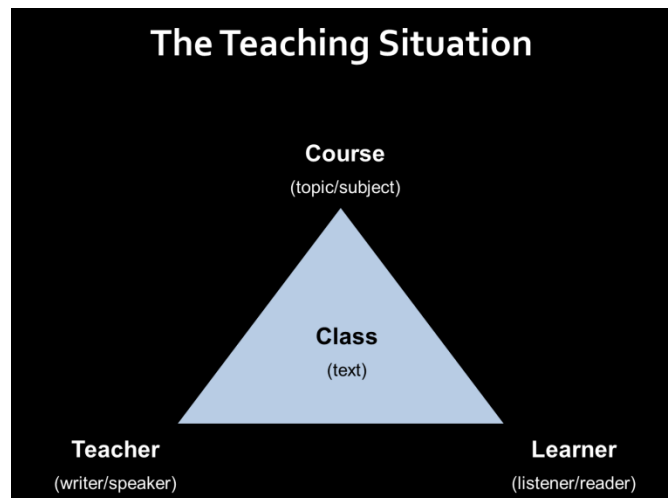 The Teaching Situation
Course
(topic/subject)
Class
(text)
Teacher
(writer/speaker)
Learner
(listener/reader)